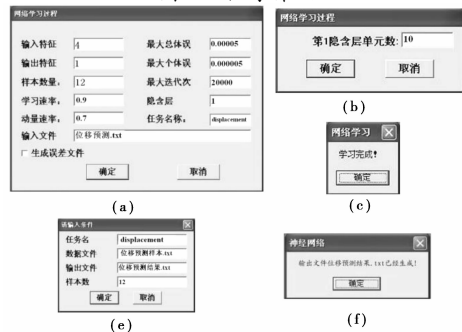 网络学习过程
输入特征 4 最大总体误 0.00005
输出特征 1 最大个体误 0.000005
样本数量: 12 最大迭代次 20000
学习速率: 0.9 隐含层 1
动量速率: 0.7 任务名称: displacement
输入文件 位移预测.txt
生成误差文件
确定 取消
(a)
网络学习过程
第1隐含层单元数: 10
确定 取消
(b)
网络学习
学习完成!
确定
(c)
请输入条件
任务名 displacement
数据文件 位移预测样本.txt
输出文件 位移预测结果.txt
样本数 12
确定 取消
(e)
神经网络
输出文件位移预测结果.txt已经生成!
确定
(f)